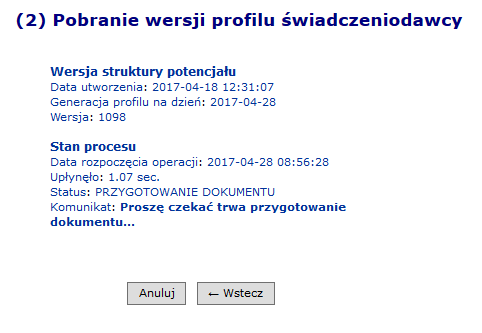 (2) Pobranie wersji profilu świadczeniodawcy
Wersja struktury potencjału
Data utworzenia: 2017-04-18 12:31:07
Generacja profilu na dzień: 2017-04-28
Wersja: 1098
Stan procesu
Data rozpoczęcia operacji: 2017-04-28 08:56:28
Upłynęło: 1.07 sec.
Status: PRZYGOTOWANIE DOKUMENTU
Komunikat: Proszę czekać trwa przygotowanie
dokumentu...
Anuluj ← Wstecz